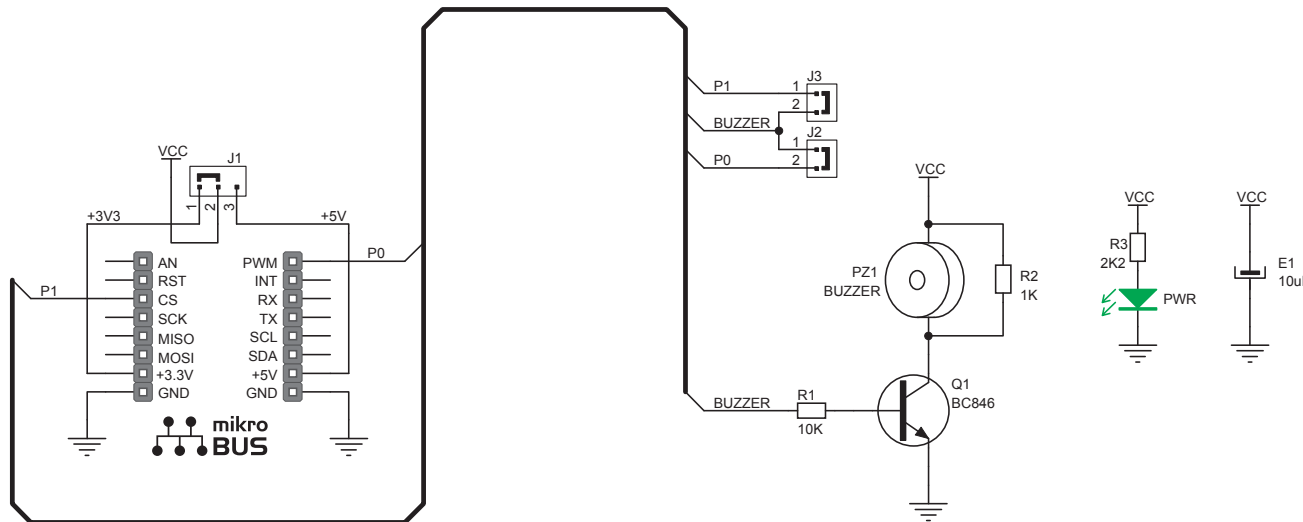 P1
J3
1
2
BUZZER
J2
1
2
P0
VCC
J1
1
2
3
+3V3
+5V
P0
P1
AN
RST
CS
SCK
MISO
MOSI
+3.3V
GND
PWM
INT
RX
TX
SCL
SDA
+5V
GND
mikro
BUS
VCC
PZ1
BUZZER
R2
1K
BUZZER
R1
10K
Q1
BC846
VCC
R3
2K2
PWR
VCC
E1